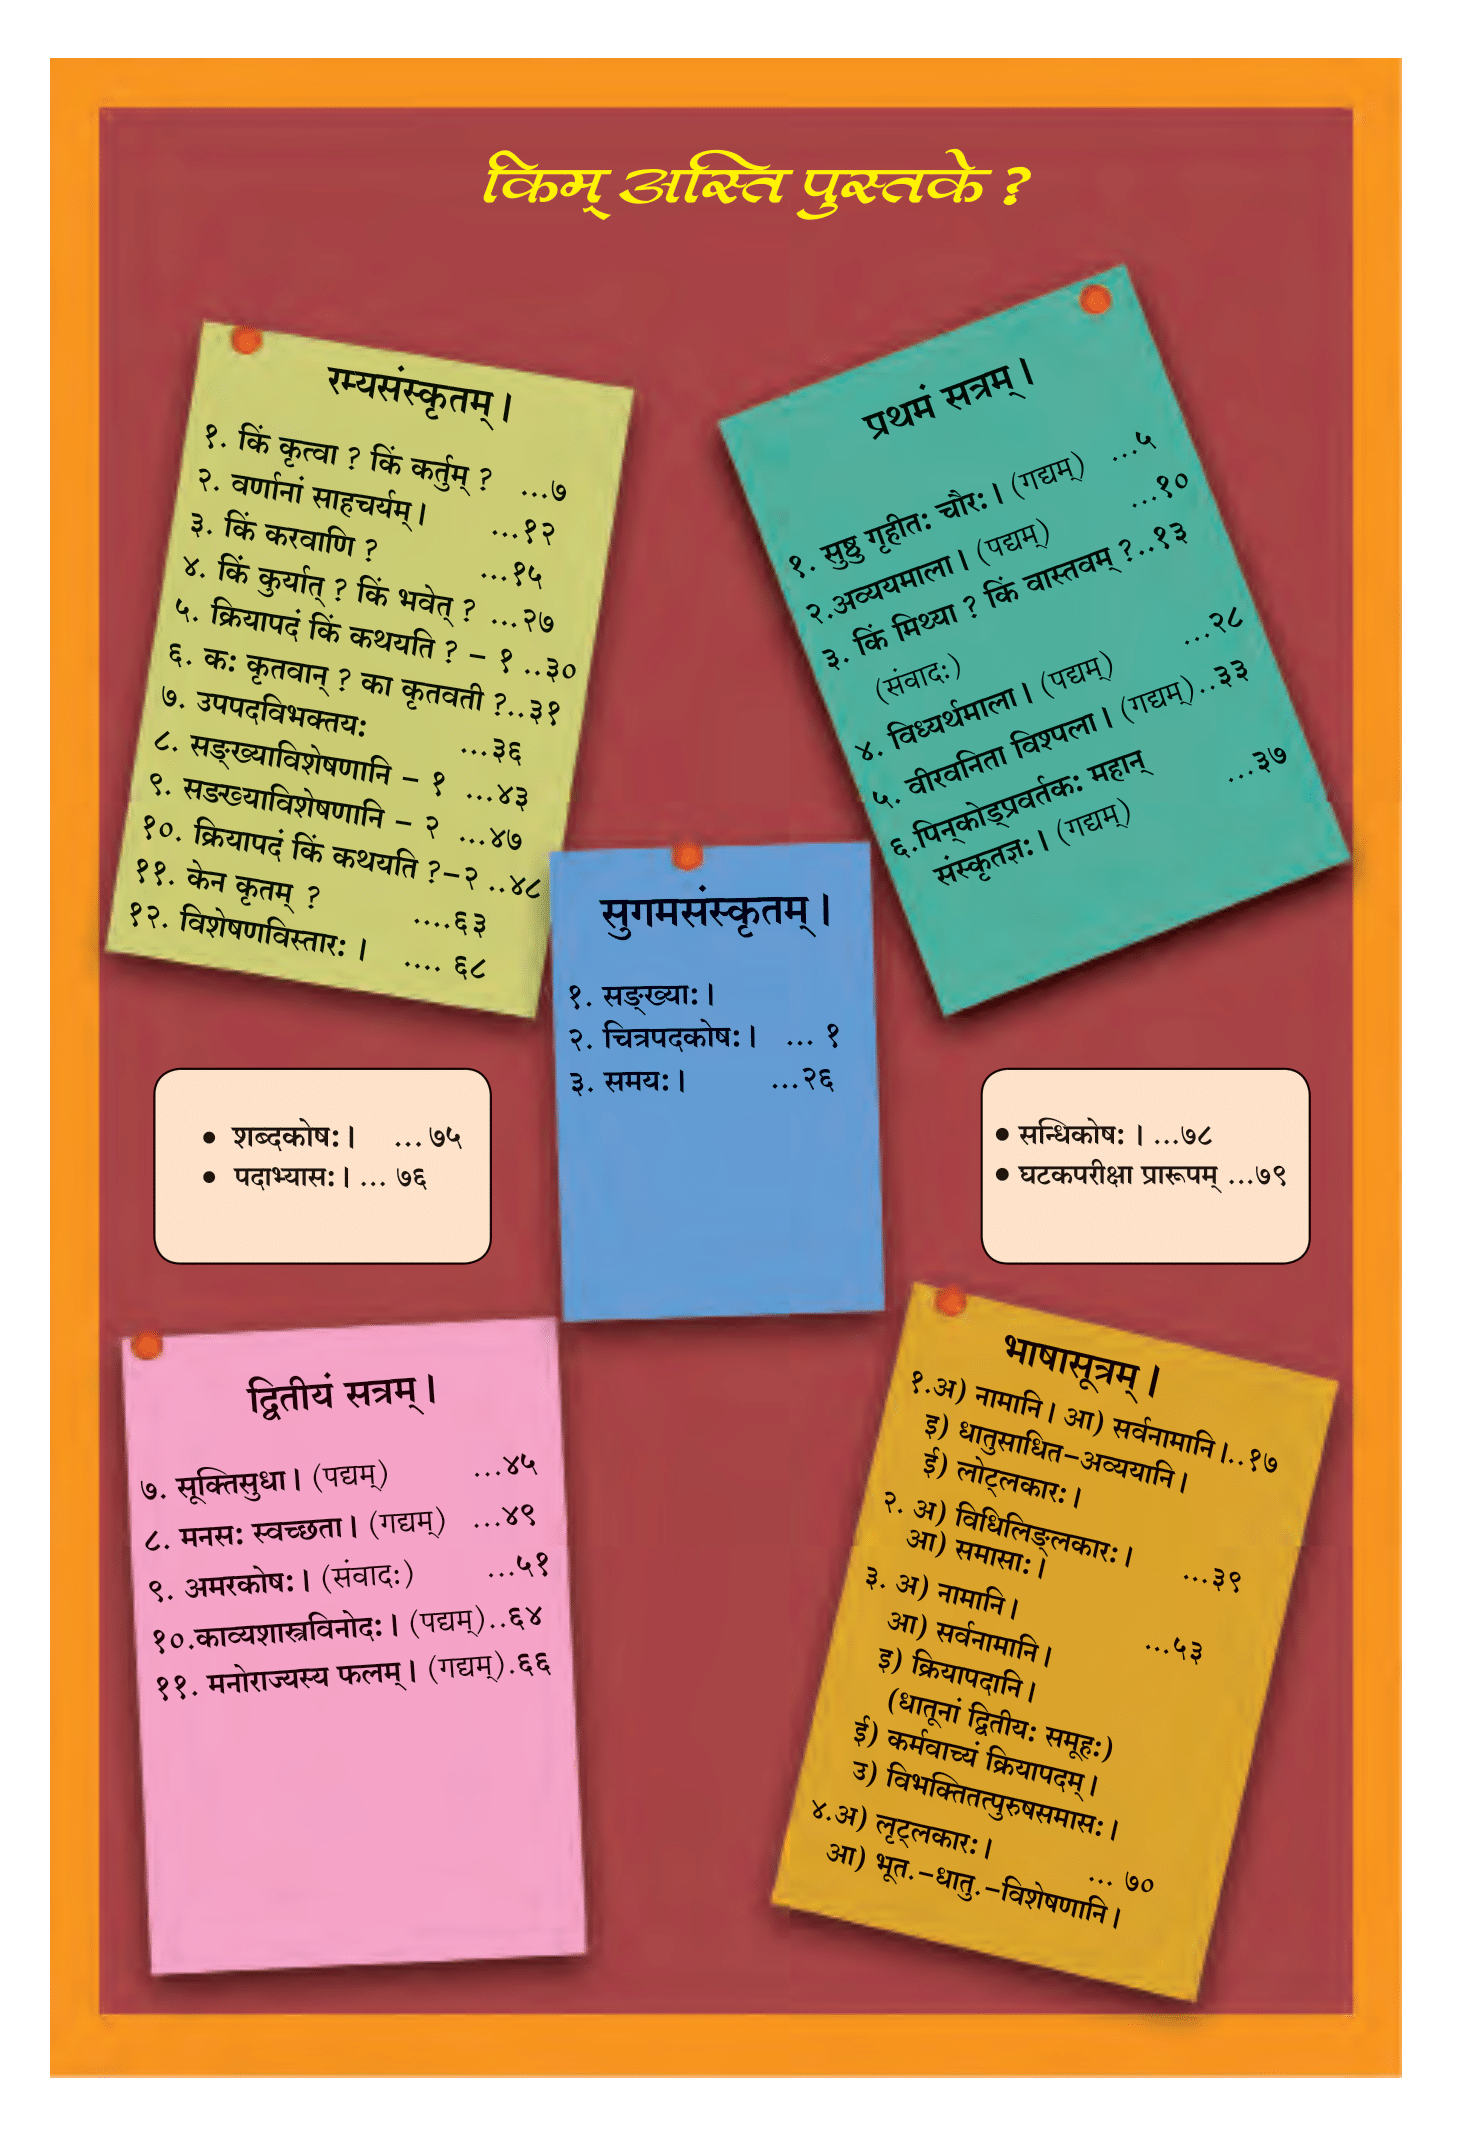 किम् अस्ति पुस्तके ?
रम्यसंस्कृतम् ।
१. किं कृत्वा ? किं कर्तुम् ? ...७
२. वर्णानां साहचर्यम् । ...१२
३. किं करवाणि ? ...१५
४. किं कुर्यात् ? किं भवेत् ? ...२७
५. क्रियापदं किं कथयति ? – १ ..३०
६. कः कृतवान् ? का कृतवती ?..३१
७. उपपदविभक्तयः ...३६
८. सङ्ख्याविशेषणानि – १ ...४३
९. सङख्याविशेषणानि – २ ...४७
१०. क्रियापदं किं कथयति ?–२ ..४८
११. केन कृतम् ? ....६३
१२. विशेषणविस्तारः । .... ६८
प्रथमं सत्रम् ।
१. सुष्ठु गृहीतः चौरः । (गद्यम्) ...५
२.अव्ययमाला । (पद्यम्) ...१०
३. किं मिथ्या ? किं वास्तवम् ?..१३
(संवादः)
४. विध्यर्थमाला । (पद्यम्) ...२८
५. वीरवनिता विश्पला । (गद्यम्)..३३
६.पिन्कोड्प्रवर्तकः महान् ...३७
संस्कृतज्ञः । (गद्यम्)
सुगमसंस्कृतम् ।
१. सङ्ख्याः ।
२. चित्रपदकोषः । ... १
३. समयः । ...२६
• शब्दकोषः । ... ७५
• पदाभ्यासः । ... ७६
• सन्धिकोषः । ...७८
• घटकपरीक्षा प्रारूपम् ...७९
द्वितीयं सत्रम् ।
७. सूक्तिसुधा । (पद्यम्) ...४५
८. मनसः स्वच्छता । (गद्यम्) ...४९
९. अमरकोषः । (संवादः) ...५१
१०.काव्यशास्त्रविनोदः । (पद्यम्)..६४
११. मनोराज्यस्य फलम् । (गद्यम्).६६
भाषासूत्रम् ।
१.अ) नामानि । आ) सर्वनामानि ।..१७
इ) धातुसाधित–अव्ययानि ।
ई) लोट्लकारः ।
२. अ) विधिलिङ्लकारः ।
आ) समासाः । ...३९
३. अ) नामानि ।
आ) सर्वनामानि । ...५३
इ) क्रियापदानि ।
(धातूनां द्वितीयः समूहः)
ई) कर्मवाच्यं क्रियापदम् ।
उ) विभक्तितत्पुरुषसमासः ।
४.अ) लृट्लकारः । ... ७०
आ) भूत.–धातु.–विशेषणानि ।